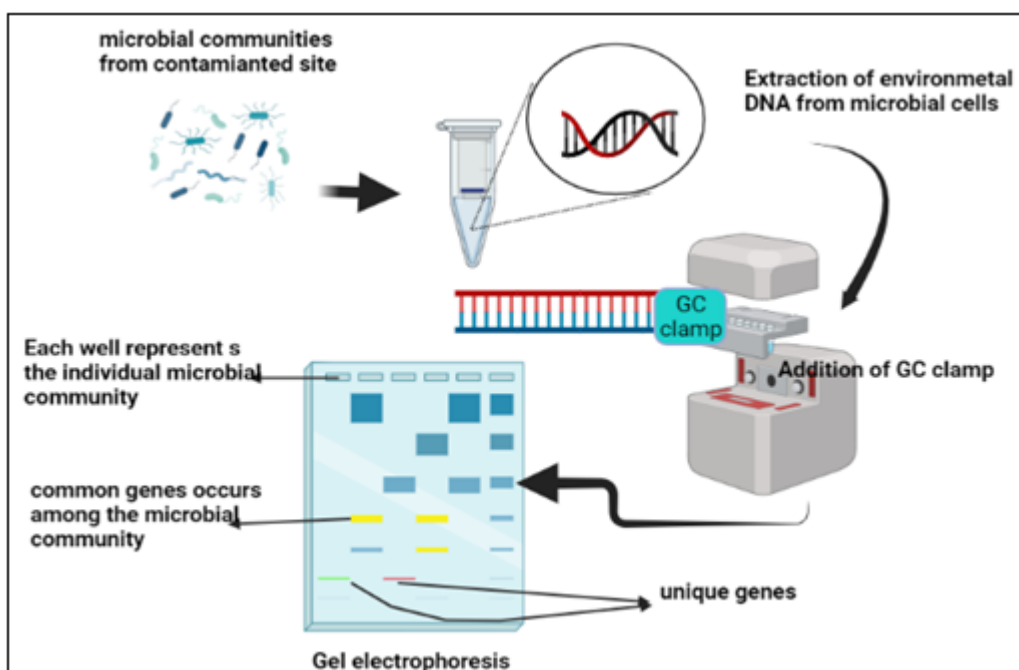 microbial communities
from contamianted site
Extraction of environmetal
DNA from microbial cells
GC
clamp
Addition of GC clamp
Each well represent s
the individual microbial
community
common genes occurs
among the microbial
community
unique genes
Gel electrophoresis